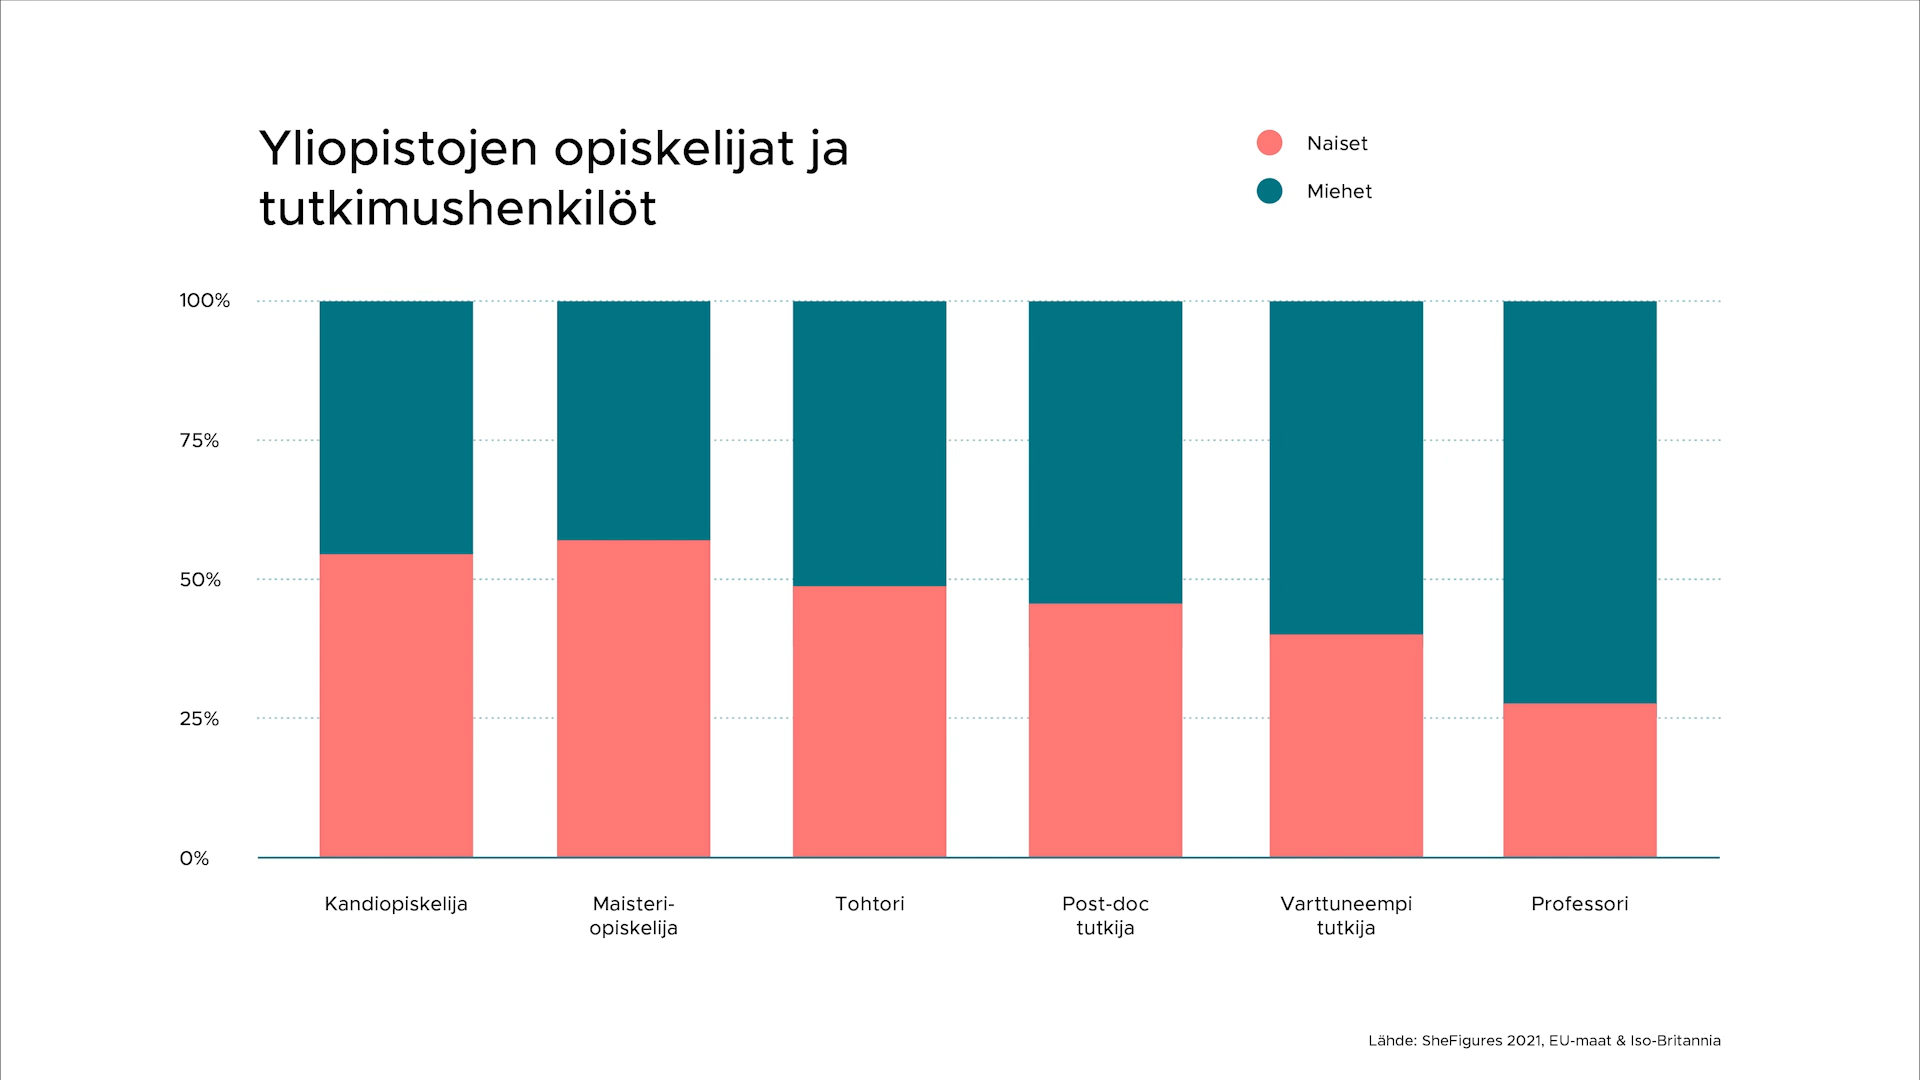 Yliopistojen opiskelijat ja
tutkimushenkilöt
Naiset
Miehet
100%
75%
50%
25%
0%
Kandiopiskelija
Maisteri-
opiskelija
Tohtori
Post-doc
tutkija
Varttuneempi
tutkija
Professori
Lähde: SheFigures 2021, EU-maat & Iso-Britannia